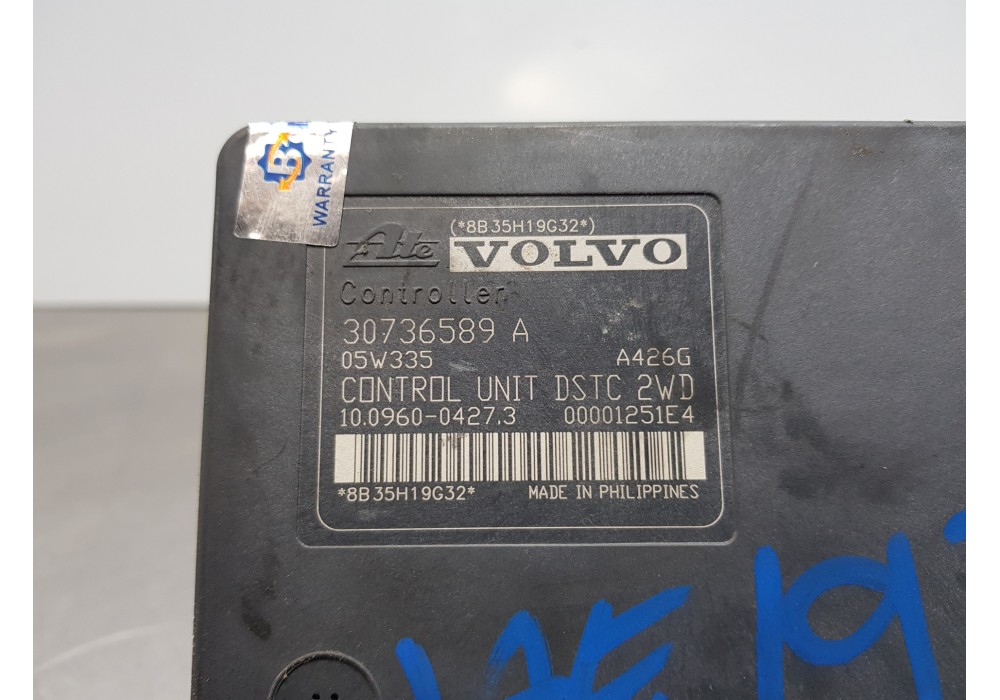 B
WARRANTY
(*8B35H19G32*)
Ate VOLVO
Controller
30736589 A
05W335 A426G
CONTROL UNIT DSTC 2WD
10.0960-0427.3 00001251E4
*8B35H19G32* MADE IN PHILIPPINES